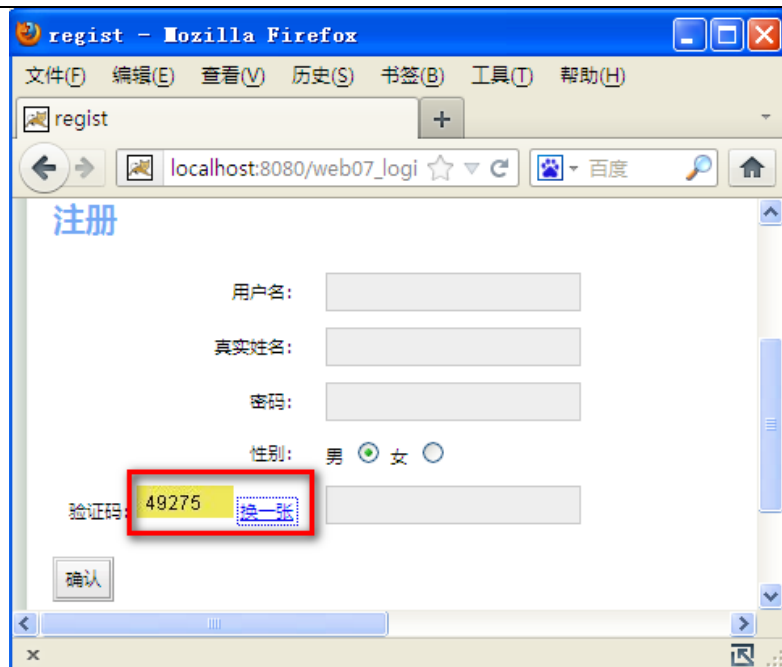 regist - Mozilla Firefox
文件(F) 编辑(E) 查看(V) 历史(S) 书签(B) 工具(T) 帮助(H)
regist
localhost:8080/web07_logi 百度
注册
用户名:
真实姓名:
密码:
性别: 男 女
验证码: 49275 换一张
确认